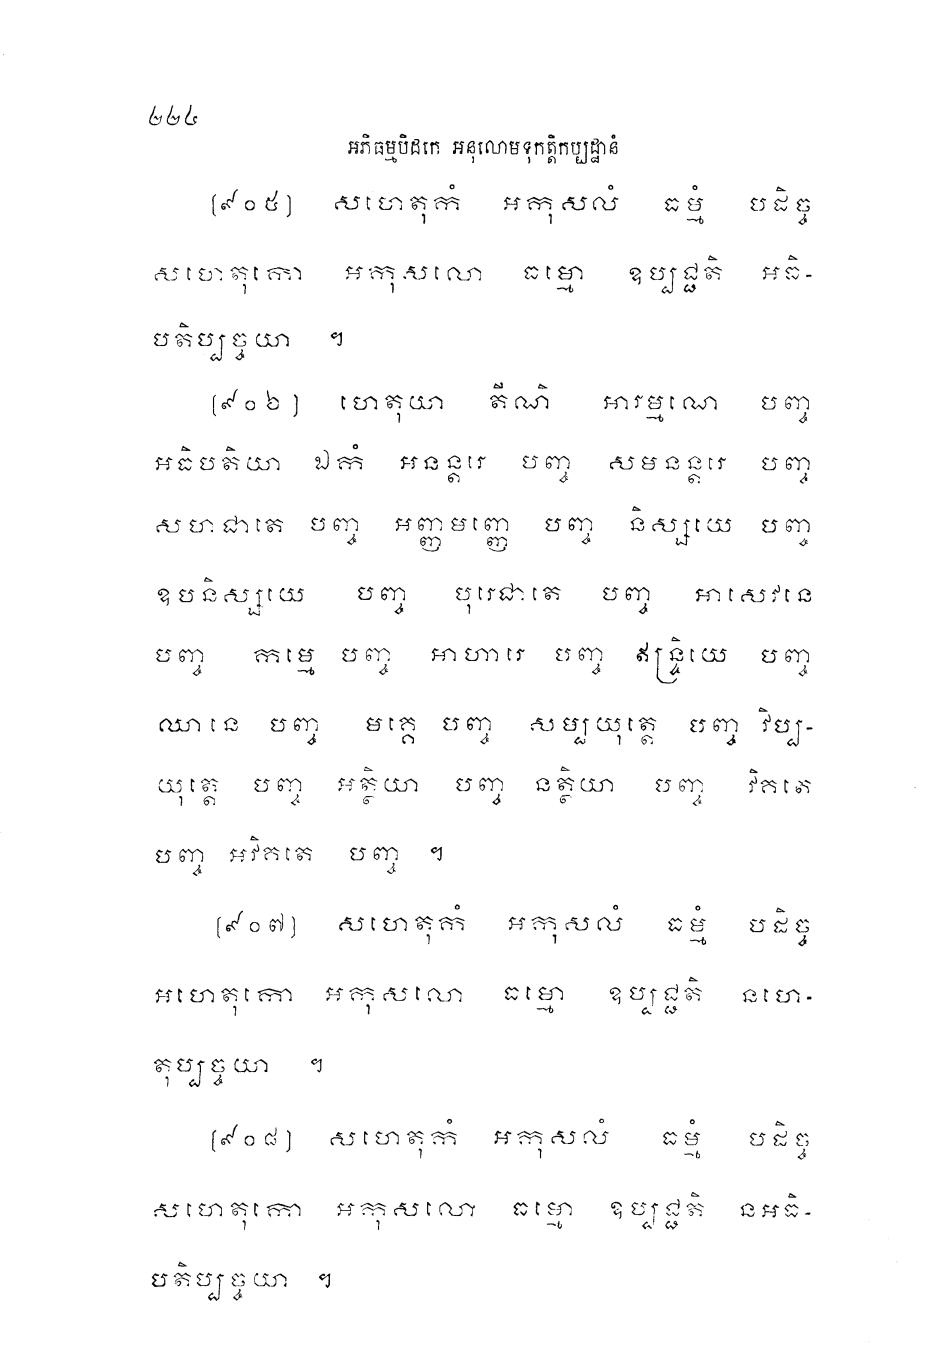 ២២៤
អភិធម្មបិដកេ អនុលោមទុកត្តិកប្បដ្ឋានំ
[៩០៥] សហេតុកំ អកុសលំ ធម្មំ បដិច្ច
សហេតុកោ អកុសលោ ធម្មោ ឧប្បជ្ជតិ អធិ-
បតិប្បច្ចយា ។
[៩០៦] ហេតុយា តីណិ អារម្មណេ បញ្ច
អធិបតិយា ឯកំ អនន្តរេ បញ្ច សមនន្តរេ បញ្ច
សហជាតេ បញ្ច អញ្ញមញ្ញេ បញ្ច និស្សយេ បញ្ច
ឧបនិស្សយេ បញ្ច បុរេជាតេ បញ្ច អាសេវនេ
បញ្ច កម្មេ បញ្ច អាហារេ បញ្ច ឥន្ទ្រិយេ បញ្ច
ឈានេ បញ្ច មគ្គេ បញ្ច សម្បយុត្តេ បញ្ច វិប្ប-
យុត្តេ បញ្ច អត្ថិយា បញ្ច នត្ថិយា បញ្ច វិគតេ
បញ្ច អវិគតេ បញ្ច ។
[៩០៧] សហេតុកំ អកុសលំ ធម្មំ បដិច្ច
អហេតុកោ អកុសលោ ធម្មោ ឧប្បជ្ជតិ នហេ-
តុប្បច្ចយា ។
[៩០៨] សហេតុកំ អកុសលំ ធម្មំ បដិច្ច
សហេតុកោ អកុសលោ ធម្មោ ឧប្បជ្ជតិ នអធិ-
បតិប្បច្ចយា ។